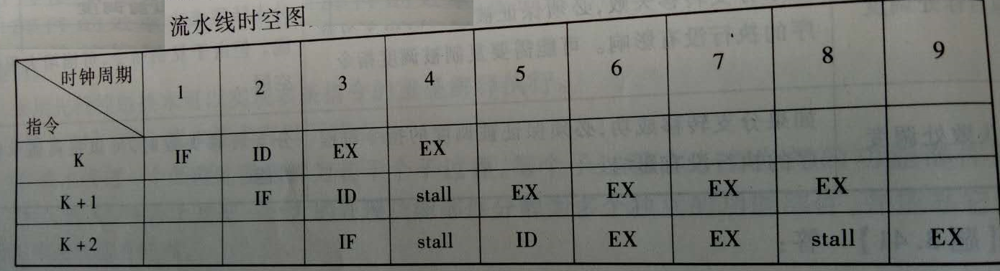 流水线时空图
时钟周期 1 2 3 4 5 6 7 8 9
指令
K IF ID EX EX
K+1 IF ID stall EX EX EX EX
K+2 IF stall ID EX EX stall EX